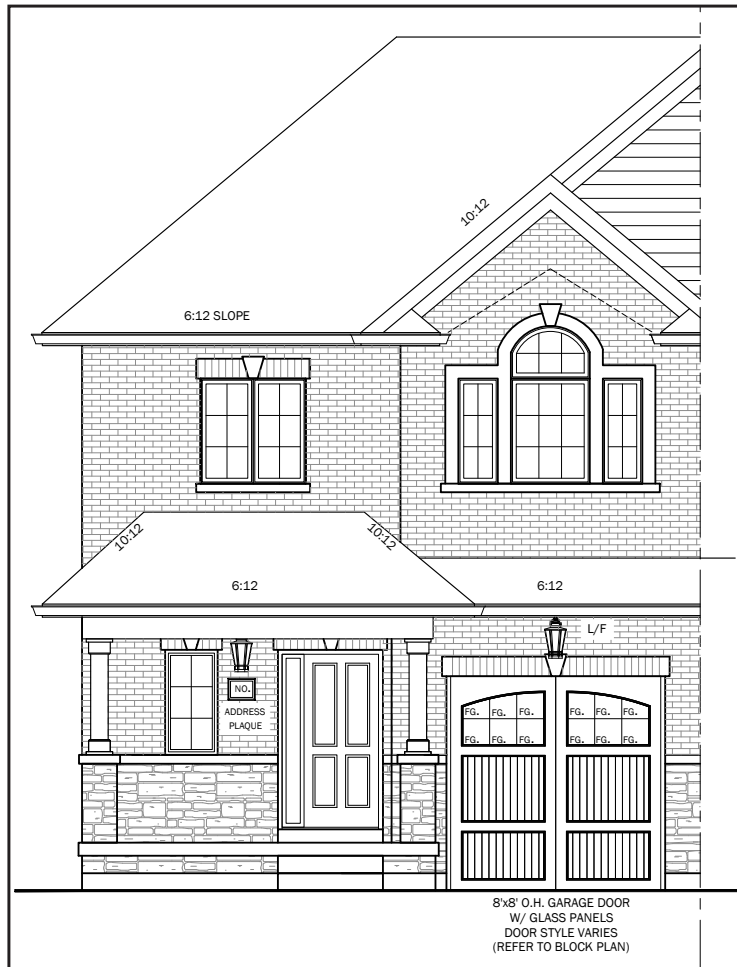 10:12
6:12 SLOPE
10:12
10:12
6:12
6:12
L/F
NO.
ADDRESS
PLAQUE
FG. FG. FG. FG. FG. FG.
FG. FG. FG. FG. FG. FG.
8'x8' O.H. GARAGE DOOR
W/ GLASS PANELS
DOOR STYLE VARIES
(REFER TO BLOCK PLAN)